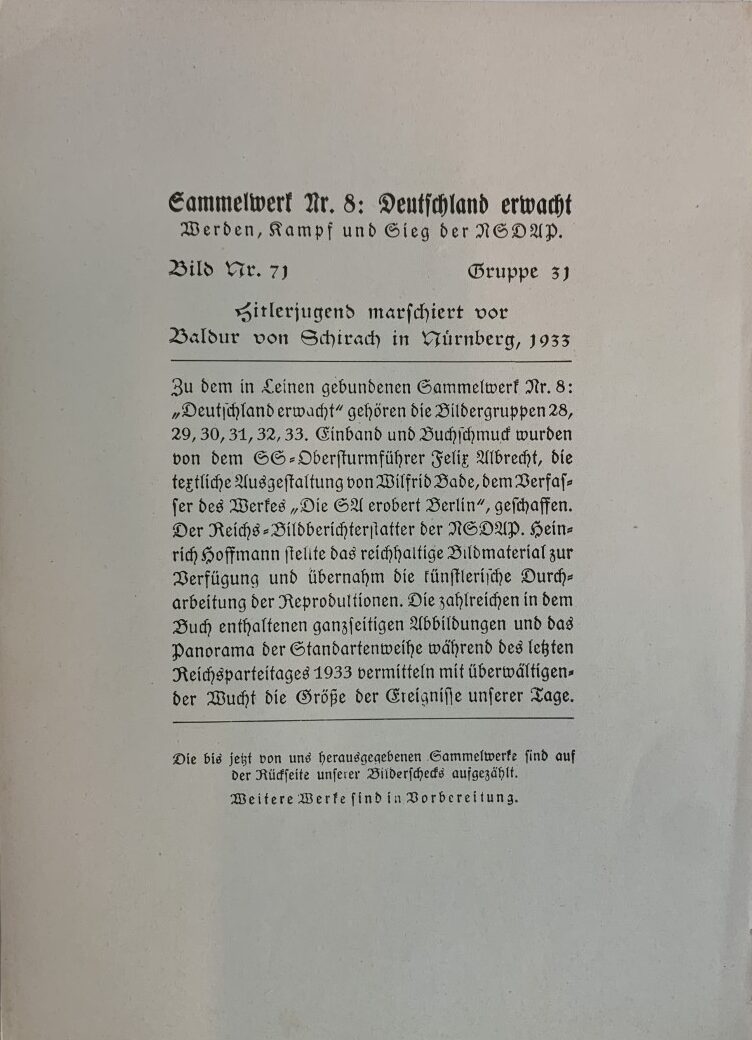 Sammelwerk Nr. 8: Deutschland erwacht
Werden, Kampf und Sieg der NSDAP.
Bild Nr. 71 Gruppe 31
Hitlerjugend marschiert vor
Baldur von Schirach in Nürnberg, 1933
Zu dem in Leinen gebundenen Sammelwerk Nr. 8:
„Deutschland erwacht“ gehören die Bildergruppen 28,
29, 30, 31, 32, 33. Einband und Buchschmuck wurden
von dem SS-Obersturmführer Felix Albrecht, die
textliche Ausgestaltung von Wilfrid Bade, dem Verfas-
ser des Werkes „Die SA erobert Berlin“, geschaffen.
Der Reichs-Bildberichterstatter der NSDAP. Hein-
rich Hoffmann stellte das reichhaltige Bildmaterial zur
Verfügung und übernahm die künstlerische Durch-
arbeitung der Reproduktionen. Die zahlreichen in dem
Buch enthaltenen ganzseitigen Abbildungen und das
Panorama der Standartenweihe während des letzten
Reichsparteitages 1933 vermitteln mit überwältigen-
der Wucht die Größe der Ereignisse unserer Tage.
Die bis jetzt von uns herausgegebenen Sammelwerke sind auf
der Rückseite unserer Bilderschecks aufgezählt.
Weitere Werke sind in Vorbereitung.